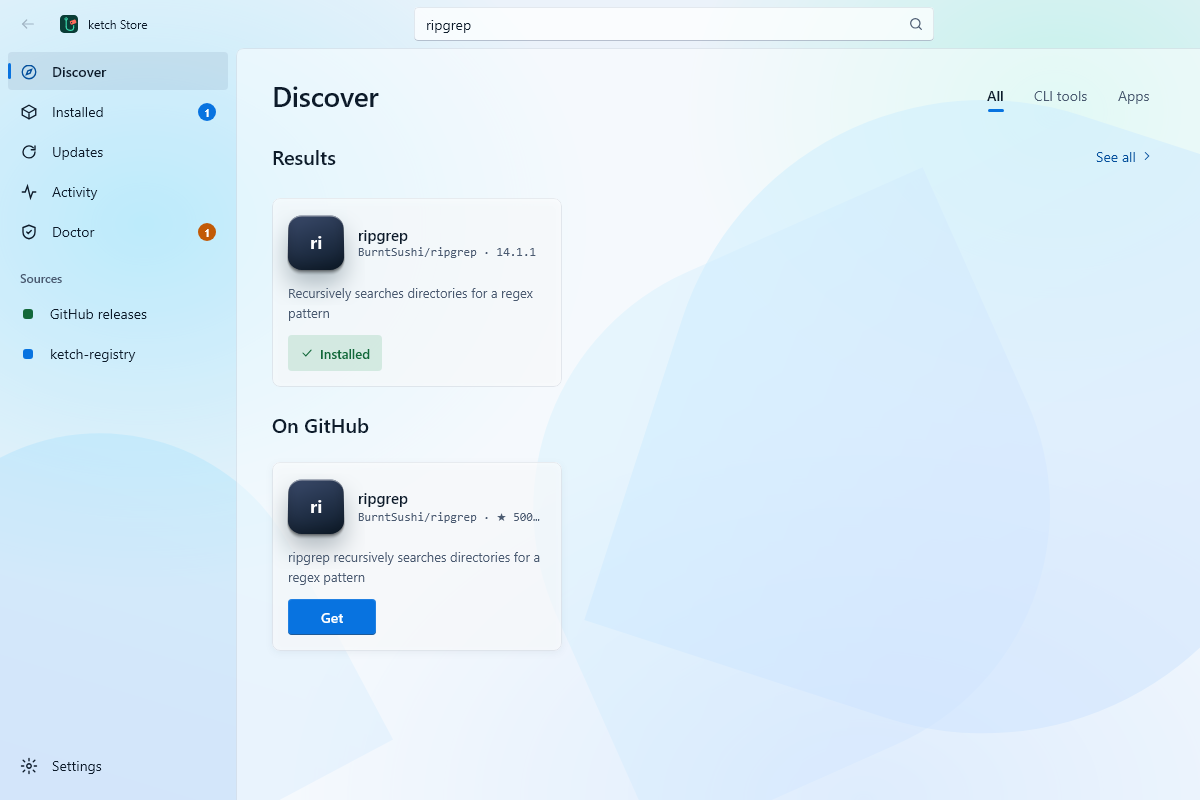 ketch Store
ripgrep
Discover
Installed
1
Updates
Activity
Doctor
1
Sources
GitHub releases
ketch-registry
Settings
Discover
All
CLI tools
Apps
Results
See all
ri
ripgrep
BurntSushi/ripgrep · 14.1.1
Recursively searches directories for a regex
pattern
Installed
On GitHub
ri
ripgrep
BurntSushi/ripgrep · ★ 500…
ripgrep recursively searches directories for a
regex pattern
Get